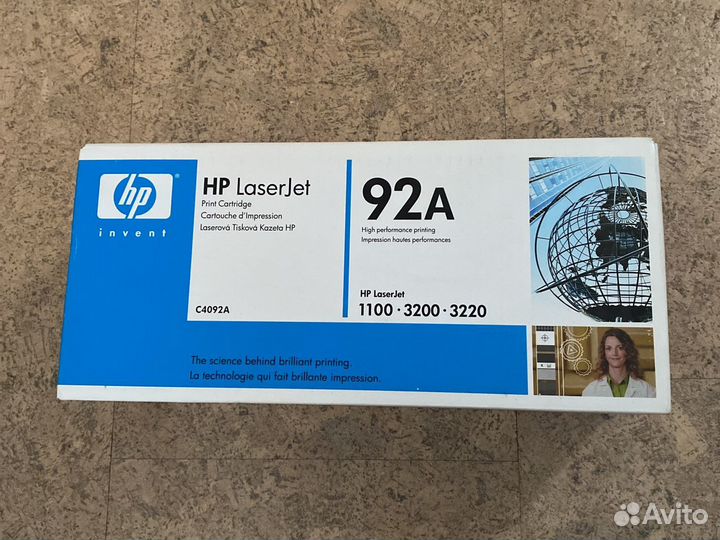 hp
invent
HP LaserJet
Print Cartridge
Cartouche d'Impression
Laserová Tisková Kazeta HP
C4092A
92A
High performance printing
Impression hautes performances
HP LaserJet
1100 · 3200 · 3220
The science behind brilliant printing.
La technologie qui fait brillante impression.
Avito